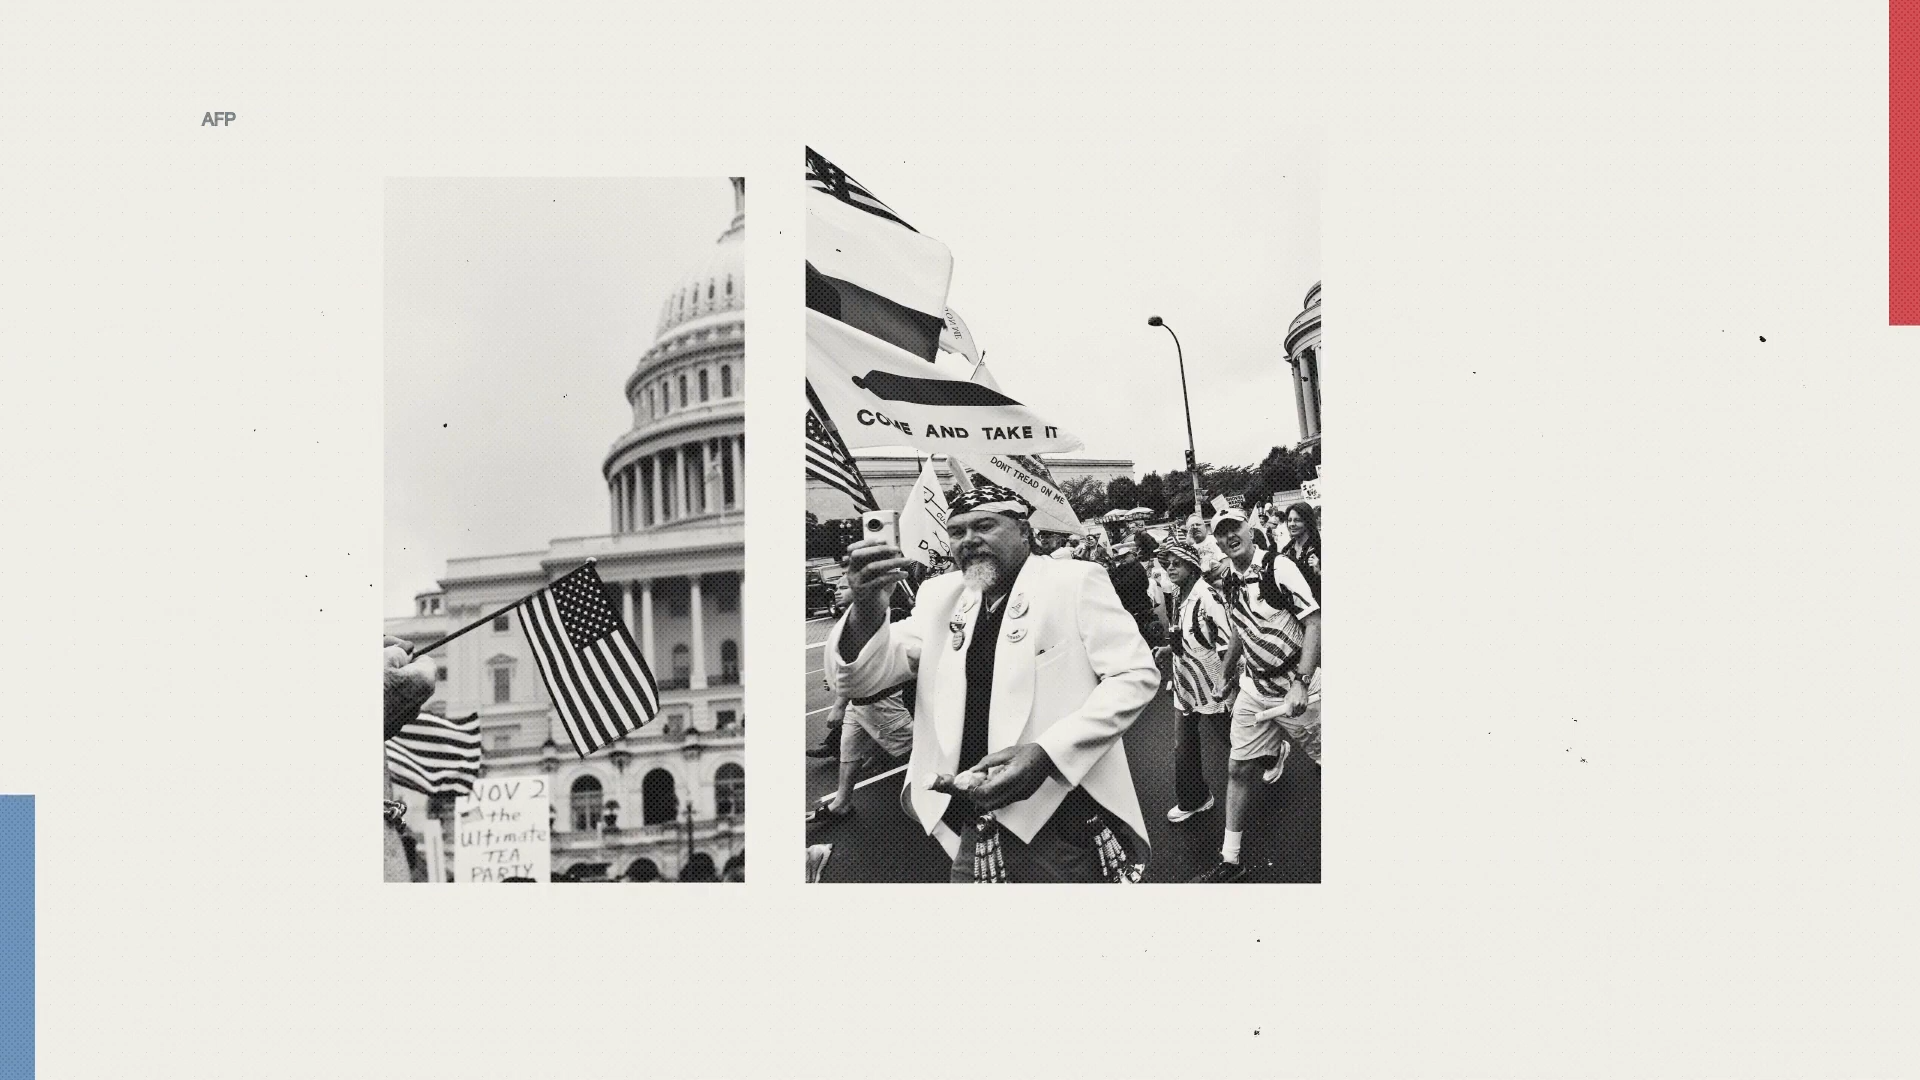 AFP
COME AND TAKE IT
DONT TREAD ON ME
NOV 2
the
Ultimate
TEA
PARTY